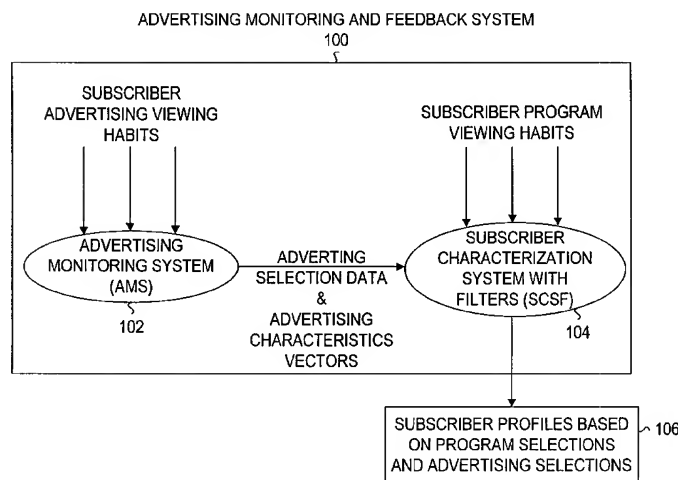 ADVERTISING MONITORING AND FEEDBACK SYSTEM
100
SUBSCRIBER
ADVERTISING VIEWING
HABITS
SUBSCRIBER PROGRAM
VIEWING HABITS
ADVERTISING
MONITORING SYSTEM
(AMS)
102
ADVERTING
SELECTION DATA
&
ADVERTISING
CHARACTERISTICS
VECTORS
SUBSCRIBER
CHARACTERIZATION
SYSTEM WITH
FILTERS (SCSF)
104
SUBSCRIBER PROFILES BASED
ON PROGRAM SELECTIONS
AND ADVERTISING SELECTIONS
106